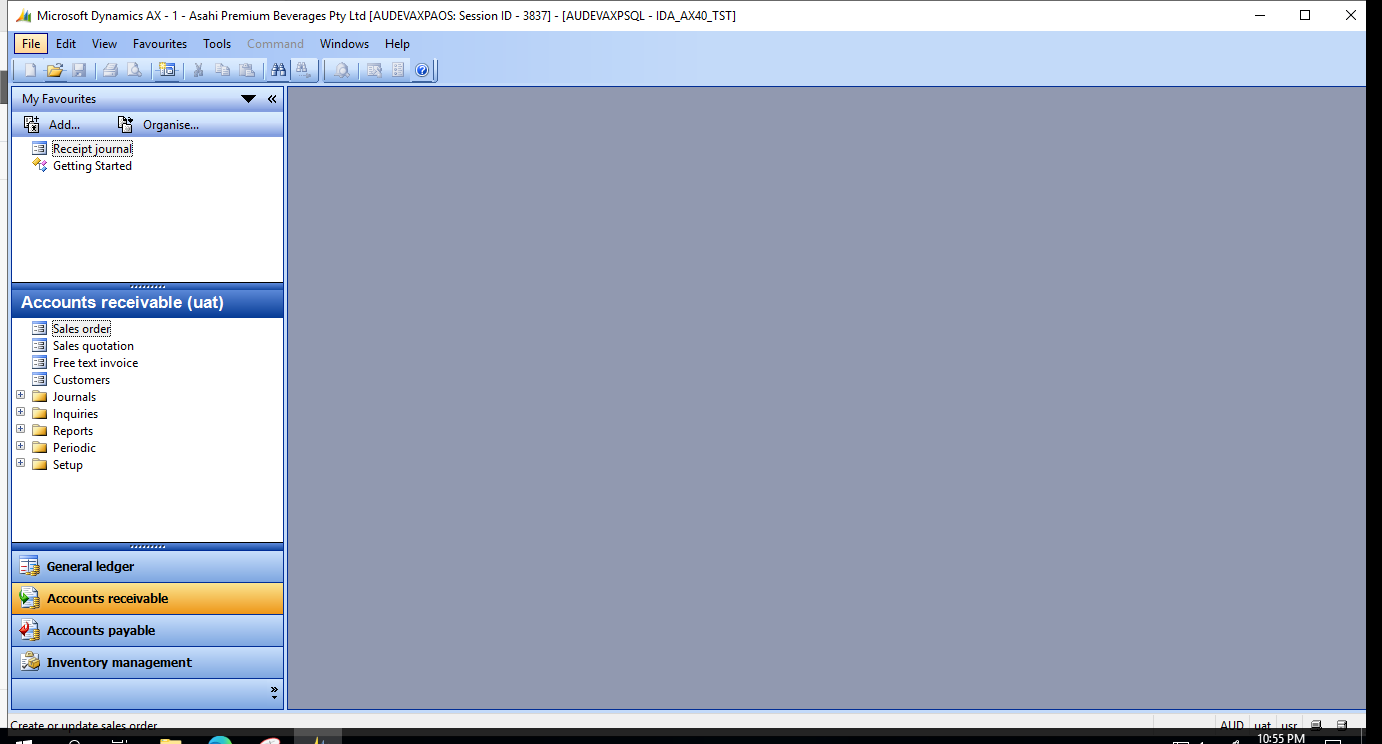 Microsoft Dynamics AX - 1 - Asahi Premium Beverages Pty Ltd [AUDEVAXPAOS: Session ID - 3837] - [AUDEVAXPSQL - IDA_AX40_TST]
File Edit View Favourites Tools Command Windows Help
My Favourites
Add... Organise...
Receipt journal
Getting Started
Accounts receivable (uat)
Sales order
Sales quotation
Free text invoice
Customers
Journals
Inquiries
Reports
Periodic
Setup
General ledger
Accounts receivable
Accounts payable
Inventory management
Create or update sales order
AUD uat usr
10:55 PM